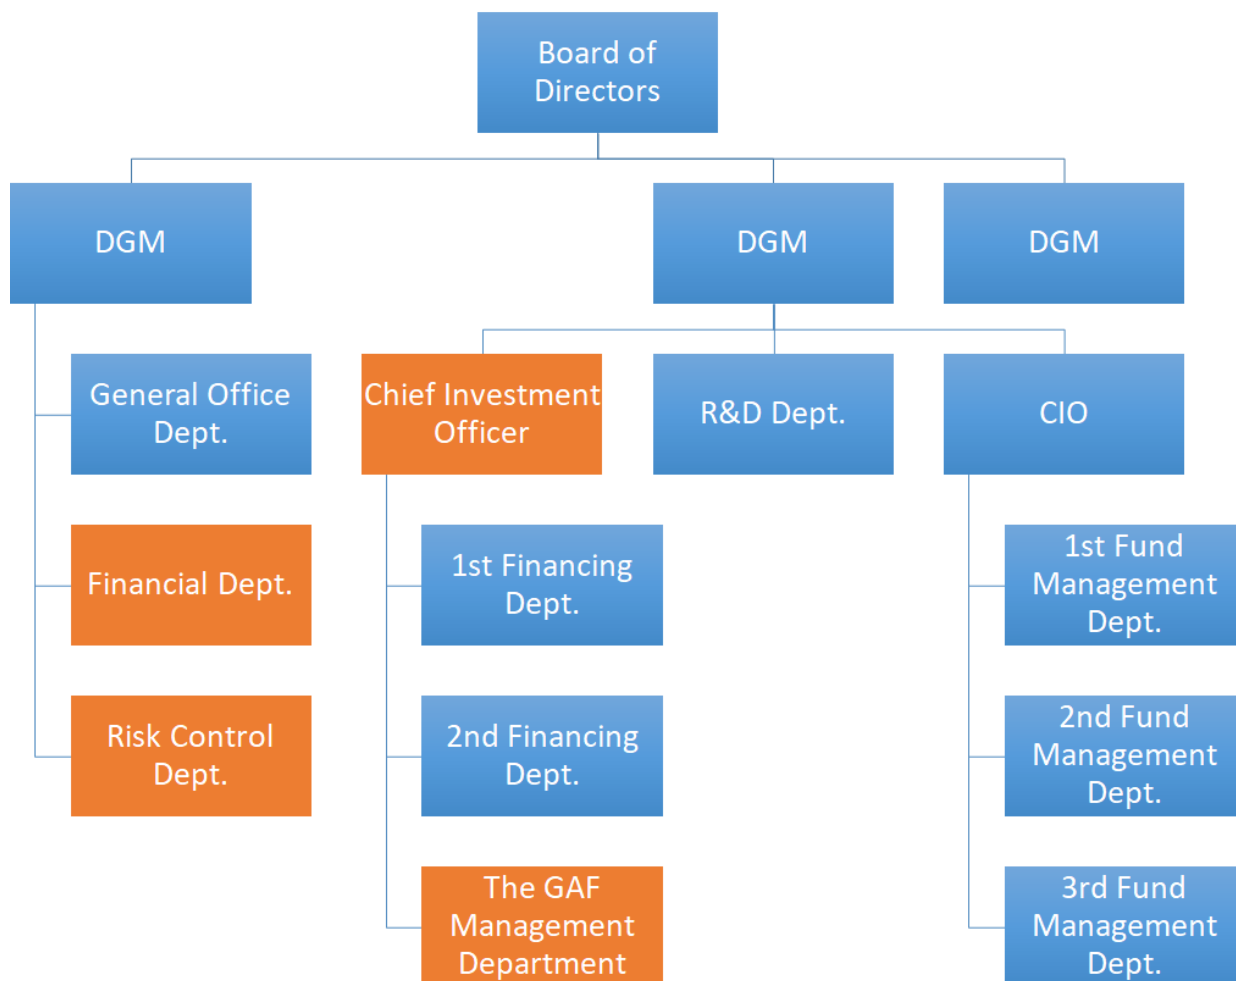 Board of
Directors
DGM
DGM
DGM
General Office
Dept.
Chief Investment
Officer
R&D Dept.
CIO
Financial Dept.
1st Financing
Dept.
1st Fund
Management
Dept.
Risk Control
Dept.
2nd Financing
Dept.
2nd Fund
Management
Dept.
The GAF
Management
Department
3rd Fund
Management
Dept.